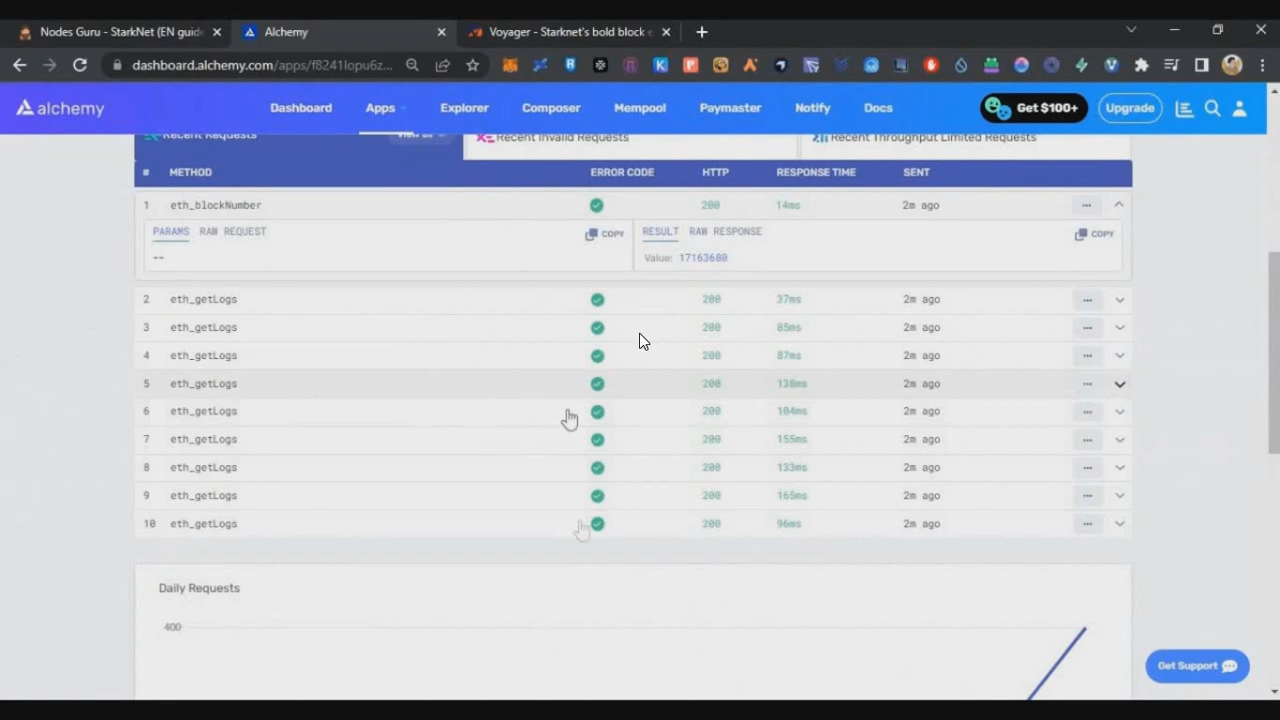 Nodes Guru - StarkNet (EN guid
Alchemy
Voyager - Starknet's bold block e
dashboard.alchemy.com/apps/f8241lopu6z...
alchemy
Dashboard
Apps
Explorer
Composer
Mempool
Paymaster
Notify
Docs
Get $100+
Upgrade
Recent Requests
View all
Recent Invalid Requests
Recent Throughput Limited Requests
# METHOD ERROR CODE HTTP RESPONSE TIME SENT
1 eth_blockNumber 200 14ms 2m ago
PARAMS RAW REQUEST COPY RESULT RAW RESPONSE COPY
-- Value: 17163680
2 eth_getLogs 200 37ms 2m ago
3 eth_getLogs 200 85ms 2m ago
4 eth_getLogs 200 87ms 2m ago
5 eth_getLogs 200 138ms 2m ago
6 eth_getLogs 200 104ms 2m ago
7 eth_getLogs 200 155ms 2m ago
8 eth_getLogs 200 133ms 2m ago
9 eth_getLogs 200 165ms 2m ago
10 eth_getLogs 200 96ms 2m ago
Daily Requests
400
Get Support